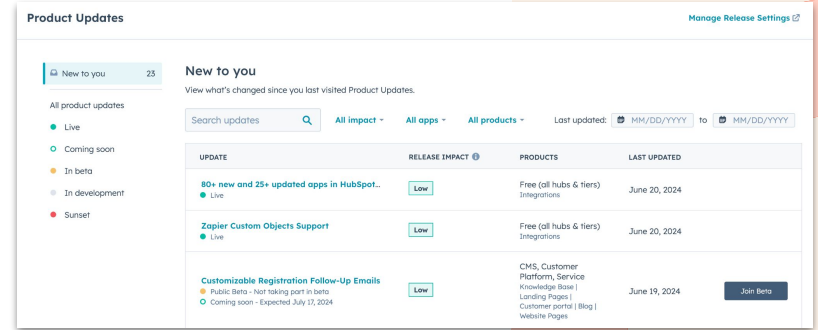 Product Updates
Manage Release Settings
New to you 23
All product updates
Live
Coming soon
In beta
In development
Sunset
New to you
View what's changed since you last visited Product Updates.
Search updates
All impact
All apps
All products
Last updated: MM/DD/YYYY to MM/DD/YYYY
UPDATE RELEASE IMPACT PRODUCTS LAST UPDATED
80+ new and 25+ updated apps in HubSpot...
Live
Low
Free (all hubs & tiers)
Integrations
June 20, 2024
Zapier Custom Objects Support
Live
Low
Free (all hubs & tiers)
Integrations
June 20, 2024
Customizable Registration Follow-Up Emails
Public Beta - Not taking part in beta
Coming soon - Expected July 17, 2024
Low
CMS, Customer
Platform, Service
Knowledge Base |
Landing Pages |
Customer portal | Blog |
Website Pages
June 19, 2024
Join Beta